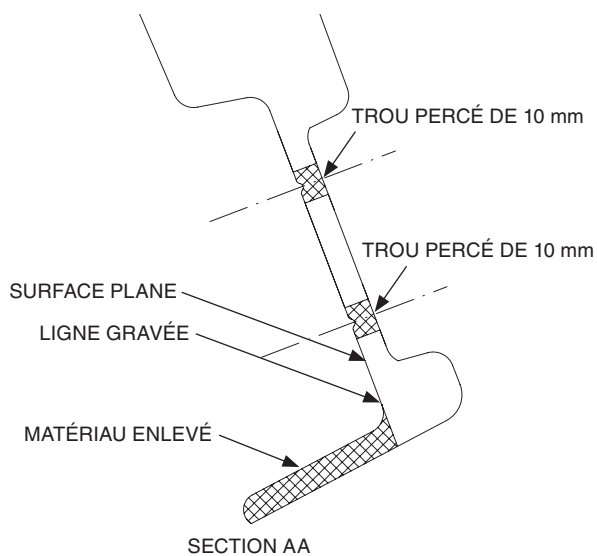 TROU PERCÉ DE 10 mm
TROU PERCÉ DE 10 mm
SURFACE PLANE
LIGNE GRAVÉE
MATÉRIAU ENLEVÉ
SECTION AA